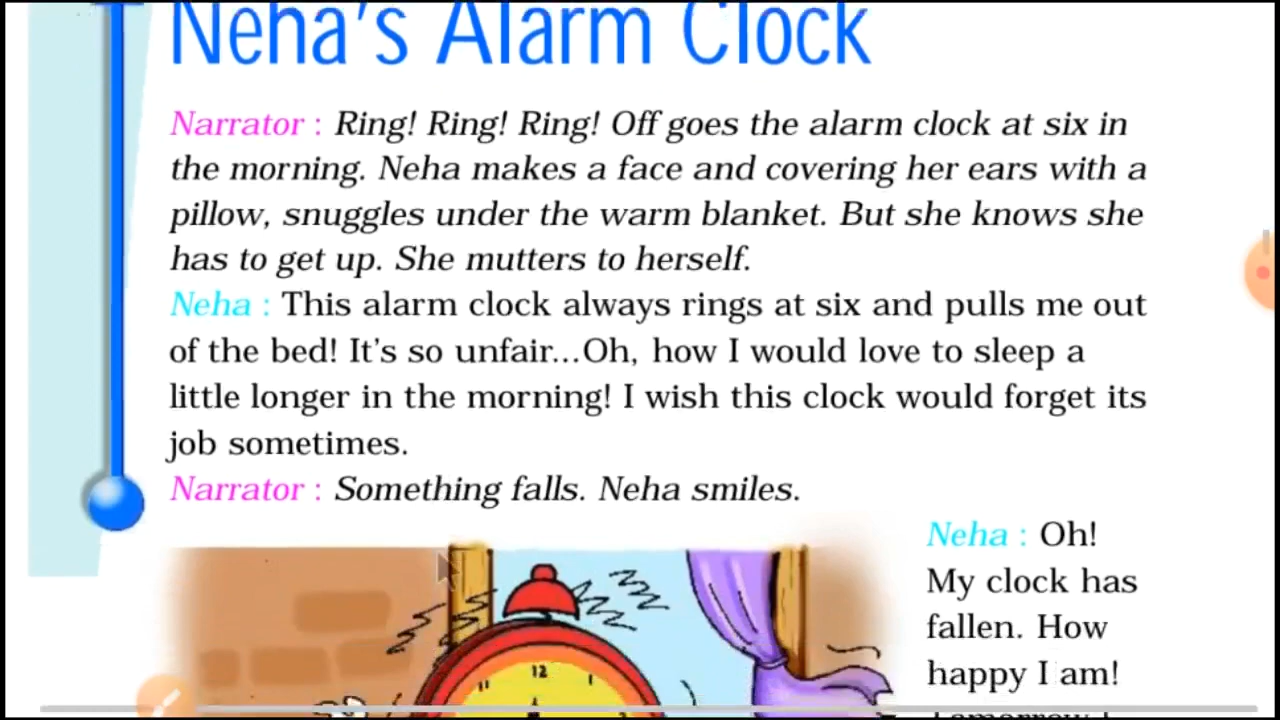 Neha's Alarm Clock
Narrator : Ring! Ring! Ring! Off goes the alarm clock at six in
the morning. Neha makes a face and covering her ears with a
pillow, snuggles under the warm blanket. But she knows she
has to get up. She mutters to herself.
Neha : This alarm clock always rings at six and pulls me out
of the bed! It's so unfair...Oh, how I would love to sleep a
little longer in the morning! I wish this clock would forget its
job sometimes.
Narrator : Something falls. Neha smiles.
Neha : Oh!
My clock has
fallen. How
happy I am!
11 12 1